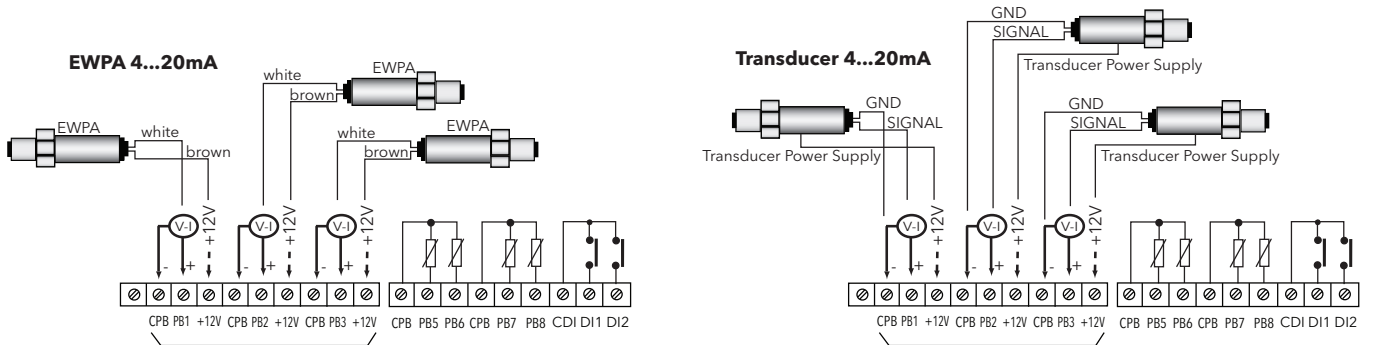 EWPA 4...20mA
white
EWPA
brown
EWPA
white
brown
white
EWPA
brown
V-I
+12V
V-I
+12V
V-I
+12V
- + - + - +
CPB PB1 +12V CPB PB2 +12V CPB PB3 +12V CPB PB5 PB6 CPB PB7 PB8 CDI DI1 DI2
Transducer 4...20mA
GND
SIGNAL
Transducer Power Supply
GND
SIGNAL
Transducer Power Supply
GND
SIGNAL
Transducer Power Supply
V-I
+12V
V-I
+12V
V-I
+12V
- + - + - +
CPB PB1 +12V CPB PB2 +12V CPB PB3 +12V CPB PB5 PB6 CPB PB7 PB8 CDI DI1 DI2